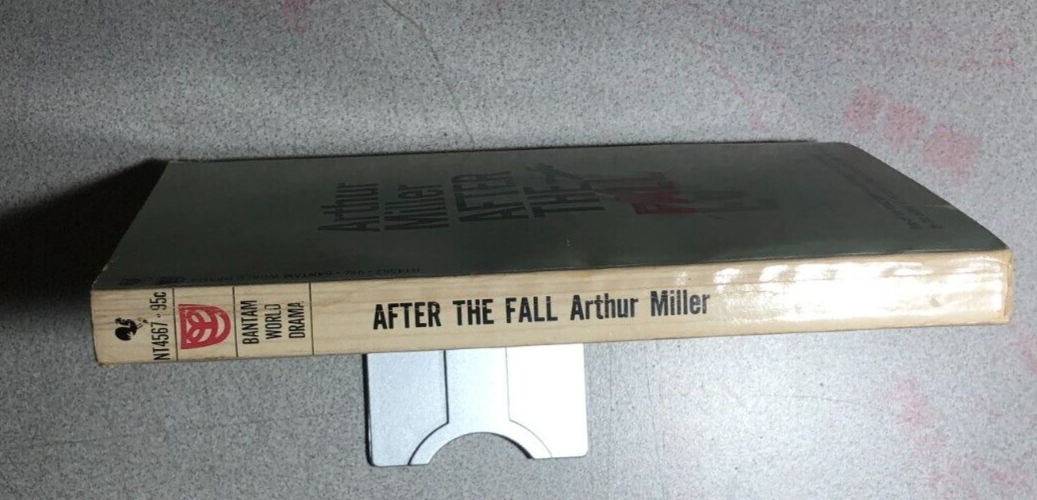 Arthur
Miller
AFTER
THE
FALL
NT4567 · 95c
BANTAM
WORLD
DRAMA
AFTER THE FALL Arthur Miller